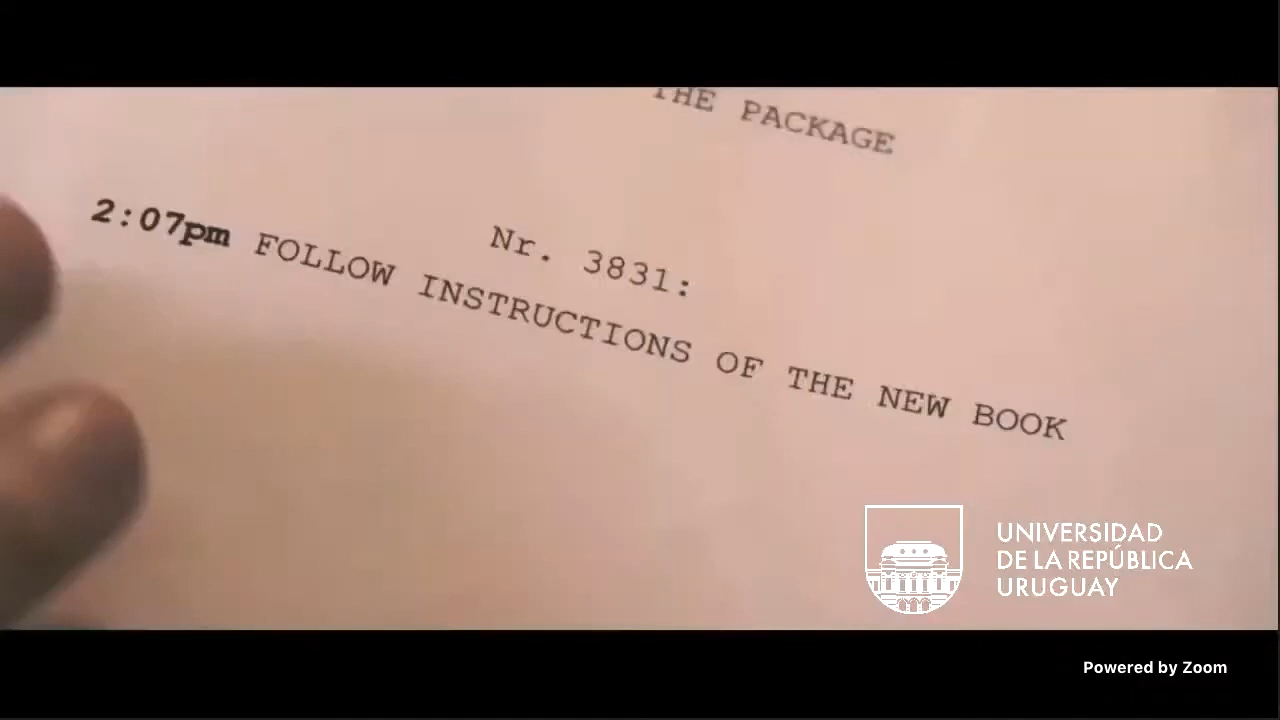 THE PACKAGE
Nr. 3831:
2:07pm FOLLOW INSTRUCTIONS OF THE NEW BOOK
UNIVERSIDAD
DE LA REPÚBLICA
URUGUAY
Powered by Zoom